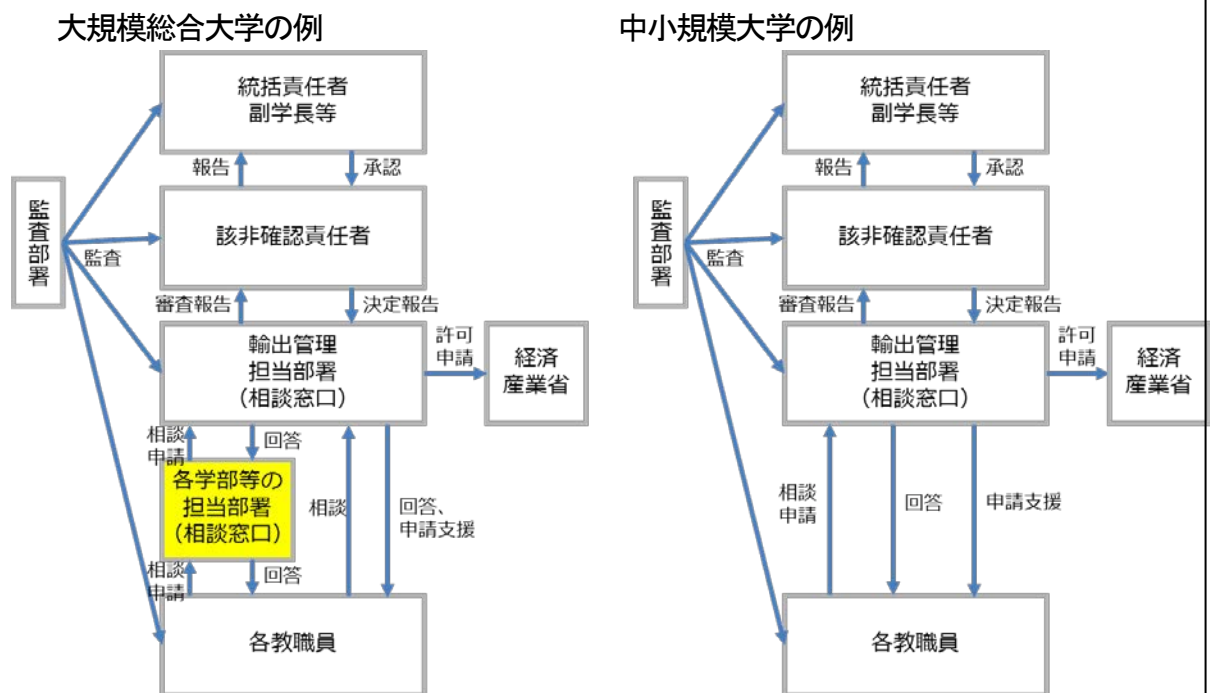 大規模総合大学の例
統括責任者
副学長等
報告
承認
監査部署
該非確認責任者
監査
審査報告
決定報告
輸出管理
担当部署
(相談窓口)
許可
申請
経済
産業省
相談
申請
回答
各学部等の
担当部署
(相談窓口)
相談
回答、
申請支援
相談
申請
回答
各教職員
中小規模大学の例
統括責任者
副学長等
報告
承認
監査部署
該非確認責任者
監査
審査報告
決定報告
輸出管理
担当部署
(相談窓口)
許可
申請
経済
産業省
相談
申請
回答
申請支援
各教職員